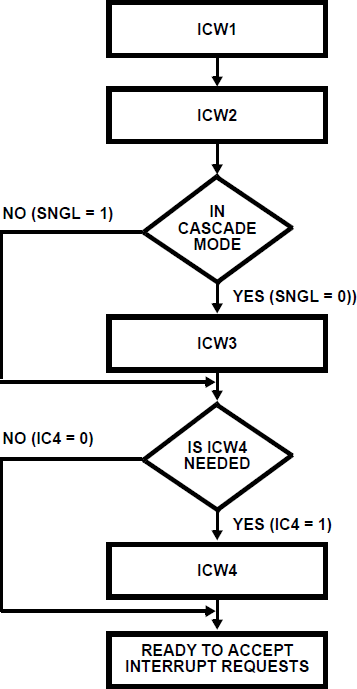 ICW1
ICW2
NO (SNGL = 1)
IN
CASCADE
MODE
YES (SNGL = 0))
ICW3
NO (IC4 = 0)
IS ICW4
NEEDED
YES (IC4 = 1)
ICW4
READY TO ACCEPT
INTERRUPT REQUESTS